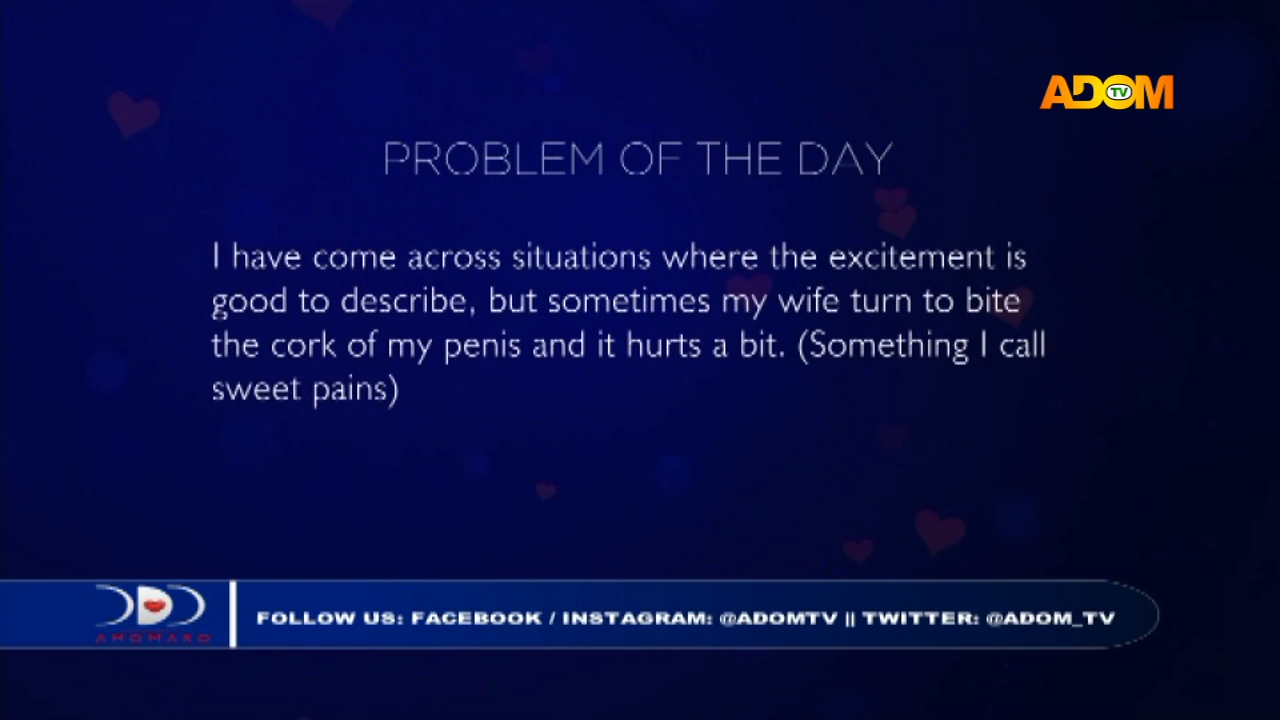 ADOM
TV
PROBLEM OF THE DAY
I have come across situations where the excitement is
good to describe, but sometimes my wife turn to bite
the cork of my penis and it hurts a bit. (Something I call
sweet pains)
FOLLOW US: FACEBOOK / INSTAGRAM: @ADOMTV || TWITTER: @ADOM_TV